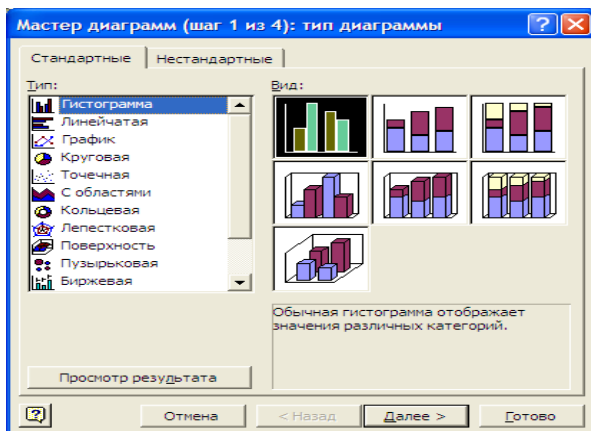 Мастер диаграмм (шаг 1 из 4): тип диаграммы
Стандартные
Нестандартные
Тип:
Гистограмма
Линейчатая
График
Круговая
Точечная
С областями
Кольцевая
Лепестковая
Поверхность
Пузырьковая
Биржевая
Вид:
Обычная гистограмма отображает
значения различных категорий.
Просмотр результата
Отмена
< Назад
Далее >
Готово